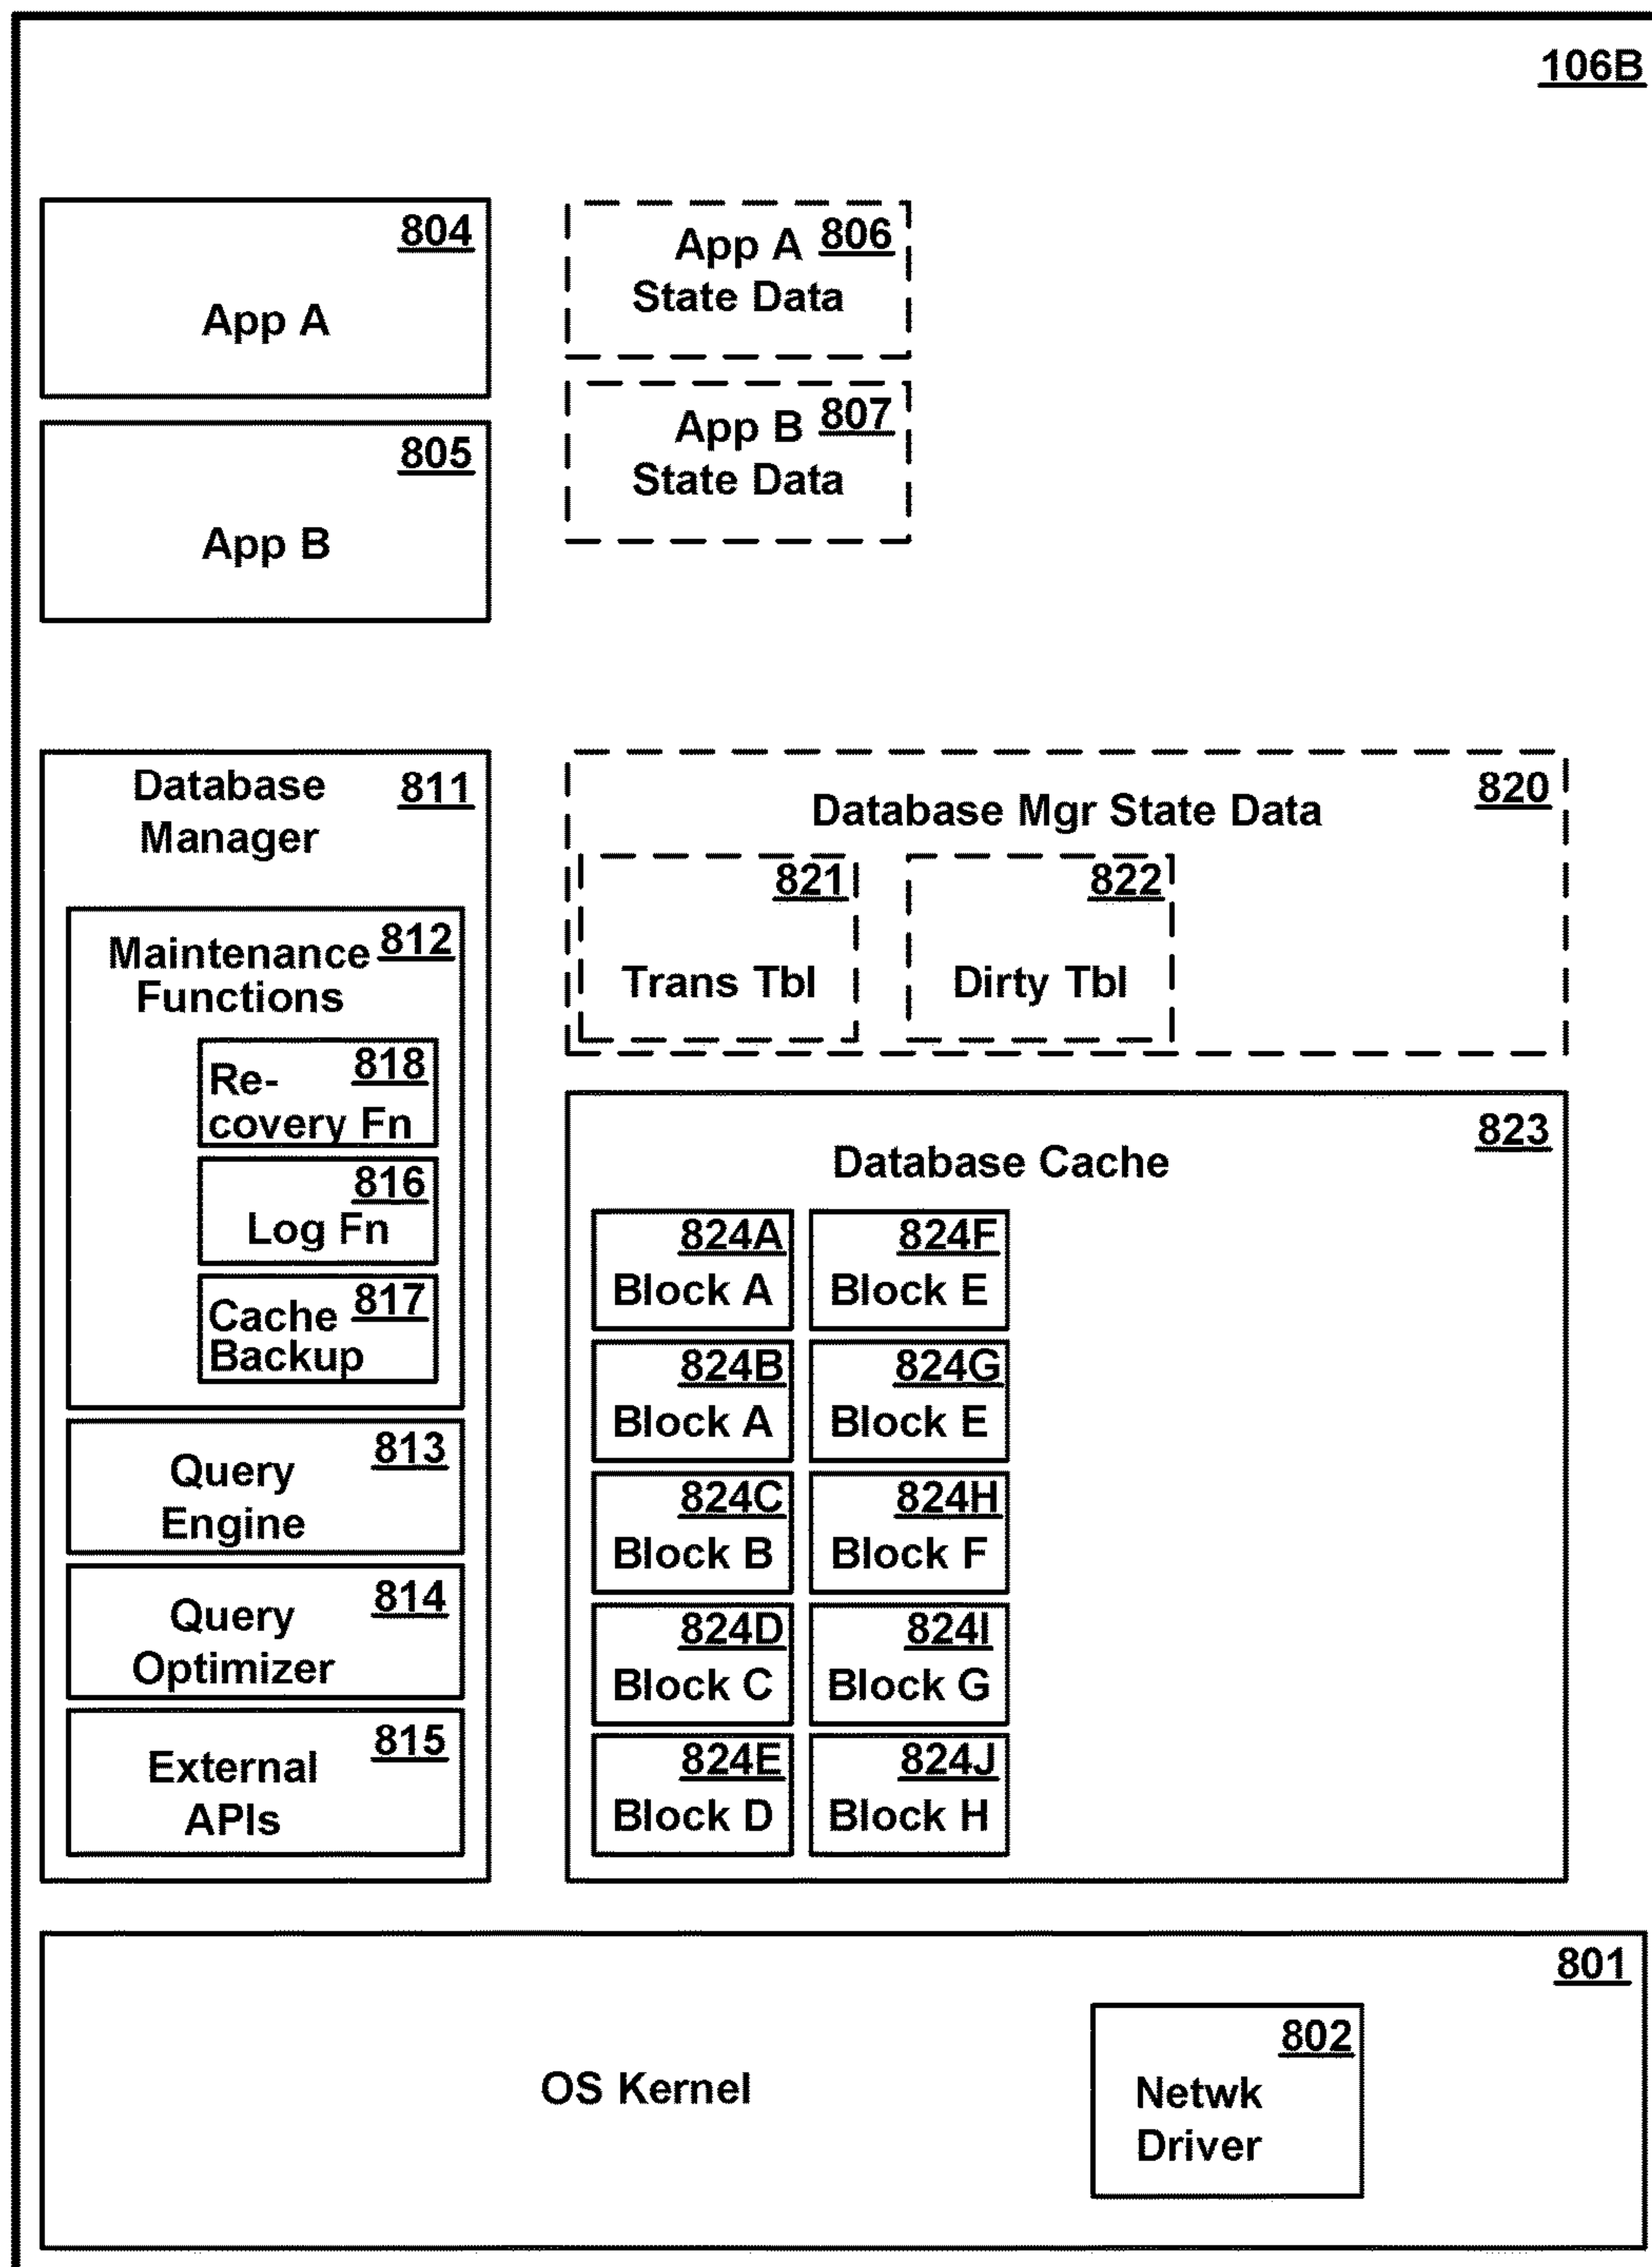 106B
804
App A
806
App A
State Data
805
App B
807
App B
State Data
811
Database
Manager
812
Maintenance
Functions
818
Re-
covery Fn
816
Log Fn
817
Cache
Backup
813
Query
Engine
814
Query
Optimizer
815
External
APIs
820
Database Mgr State Data
821
Trans Tbl
822
Dirty Tbl
823
Database Cache
824A
Block A
824F
Block E
824B
Block A
824G
Block E
824C
Block B
824H
Block F
824D
Block C
824I
Block G
824E
Block D
824J
Block H
801
OS Kernel
802
Netwk
Driver